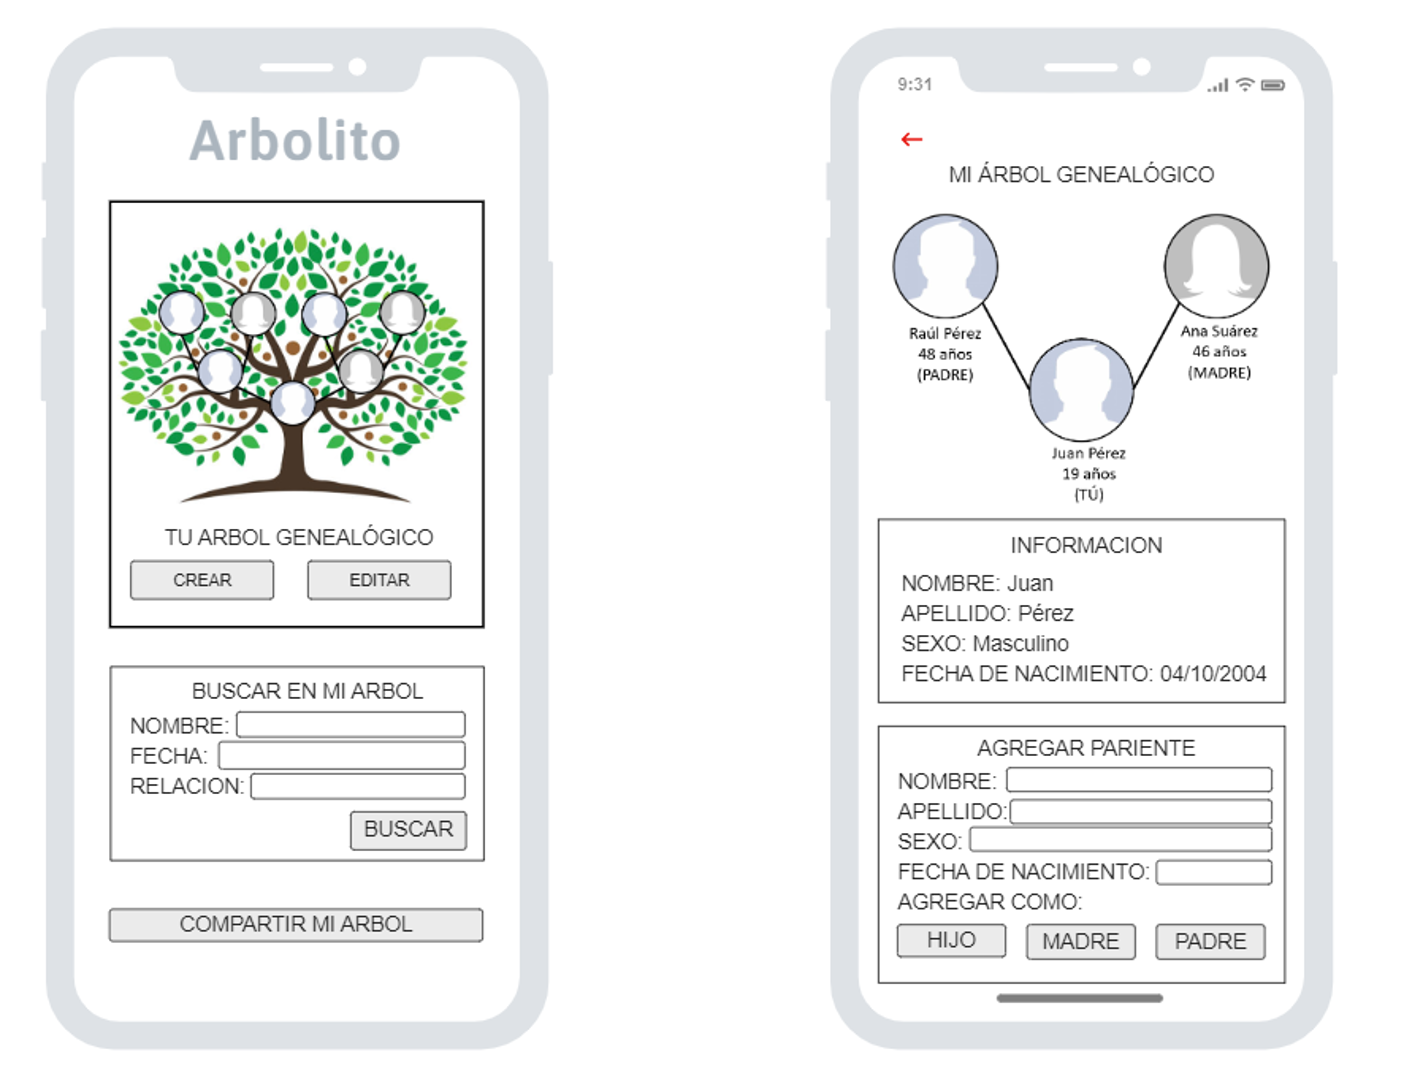 Arbolito
TU ARBOL GENEALÓGICO
CREAR
EDITAR
BUSCAR EN MI ARBOL
NOMBRE:
FECHA:
RELACION:
BUSCAR
COMPARTIR MI ARBOL
9:31
MI ÁRBOL GENEALÓGICO
Raúl Pérez
48 años
(PADRE)
Ana Suárez
46 años
(MADRE)
Juan Pérez
19 años
(TÚ)
INFORMACION
NOMBRE: Juan
APELLIDO: Pérez
SEXO: Masculino
FECHA DE NACIMIENTO: 04/10/2004
AGREGAR PARIENTE
NOMBRE:
APELLIDO:
SEXO:
FECHA DE NACIMIENTO:
AGREGAR COMO:
HIJO
MADRE
PADRE